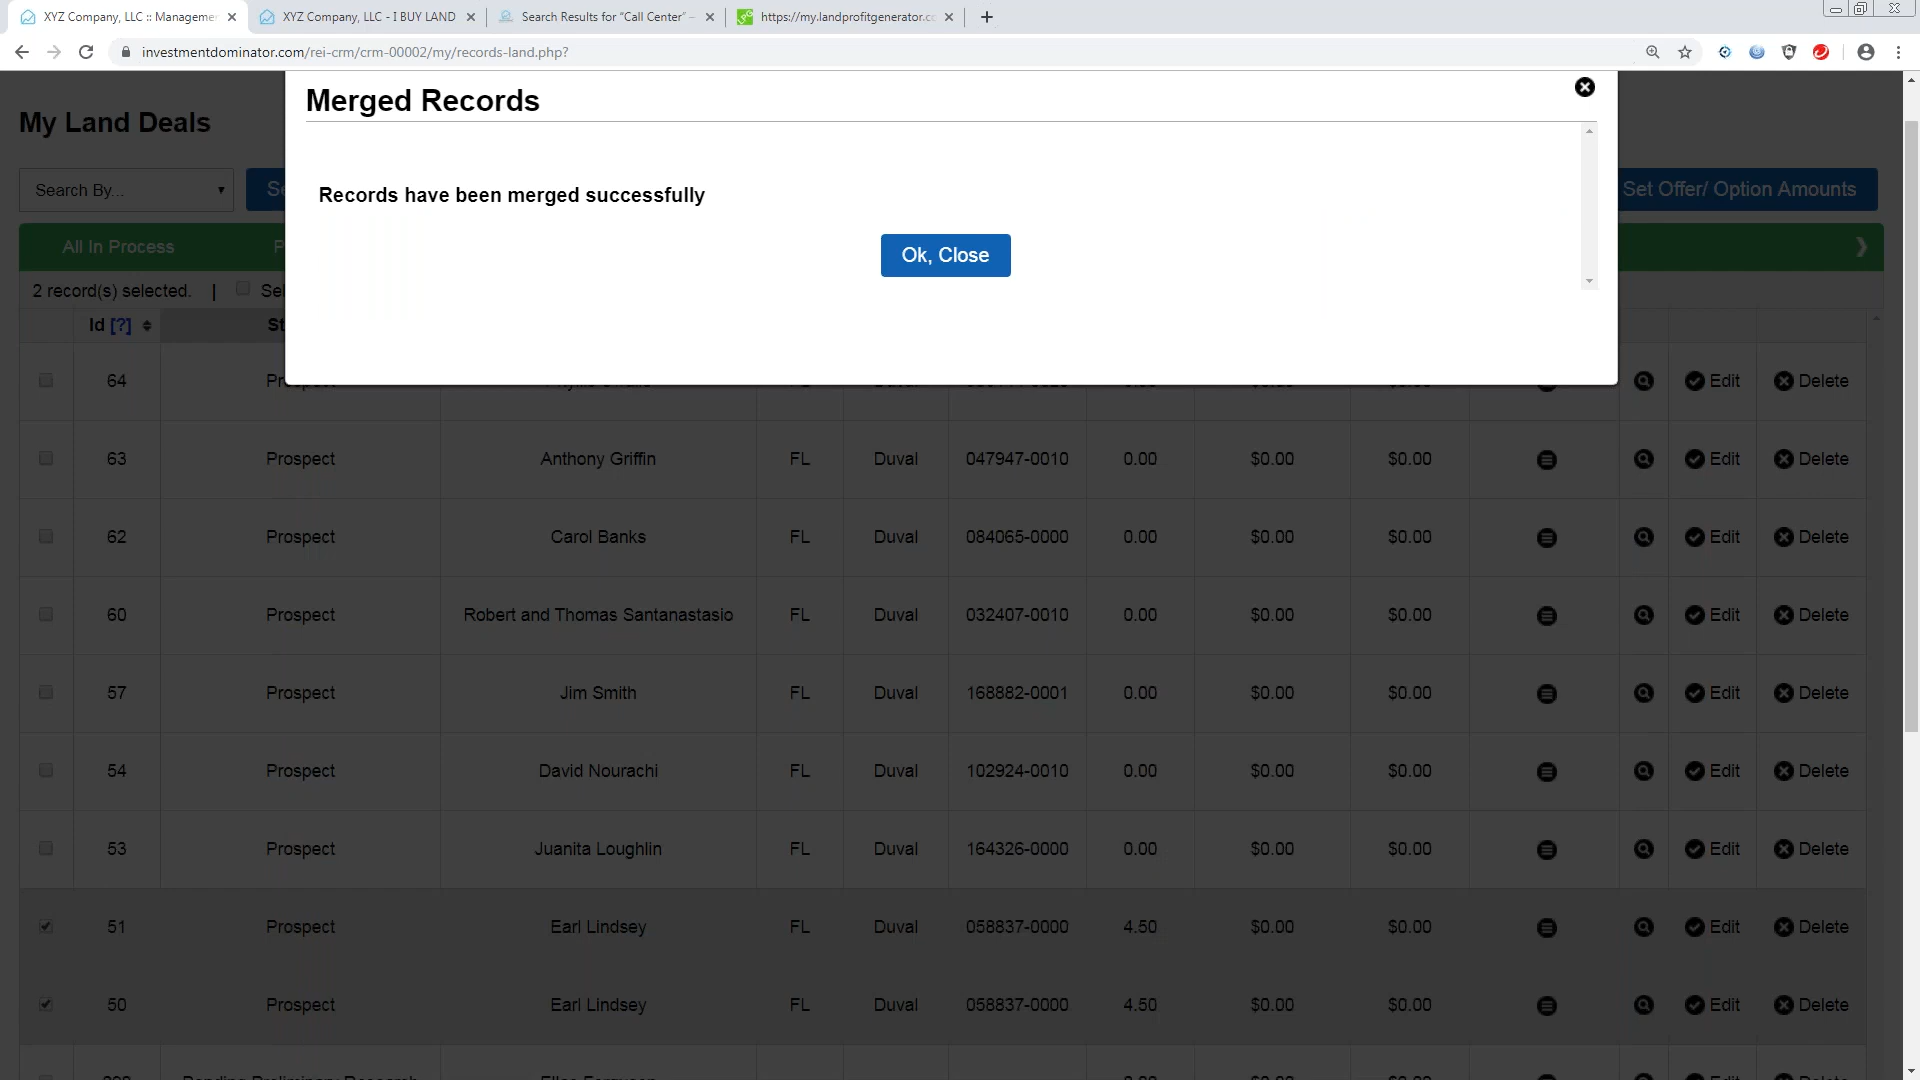 XYZ Company, LLC :: Managemer
XYZ Company, LLC - I BUY LAND
Search Results for "Call Center" –
https://my.landprofitgenerator.co
investmentdominator.com/rei-crm/crm-00002/my/records-land.php?
Merged Records
My Land Deals
Search By...
Set Offer/ Option Amounts
Records have been merged successfully
Ok, Close
All In Process
2 record(s) selected. | Sel
Id [?] St
64 FL Duval Edit Delete
63 Prospect Anthony Griffin FL Duval 047947-0010 0.00 $0.00 $0.00 Edit Delete
62 Prospect Carol Banks FL Duval 084065-0000 0.00 $0.00 $0.00 Edit Delete
60 Prospect Robert and Thomas Santanastasio FL Duval 032407-0010 0.00 $0.00 $0.00 Edit Delete
57 Prospect Jim Smith FL Duval 168882-0001 0.00 $0.00 $0.00 Edit Delete
54 Prospect David Nourachi FL Duval 102924-0010 0.00 $0.00 $0.00 Edit Delete
53 Prospect Juanita Loughlin FL Duval 164326-0000 0.00 $0.00 $0.00 Edit Delete
51 Prospect Earl Lindsey FL Duval 058837-0000 4.50 $0.00 $0.00 Edit Delete
50 Prospect Earl Lindsey FL Duval 058837-0000 4.50 $0.00 $0.00 Edit Delete